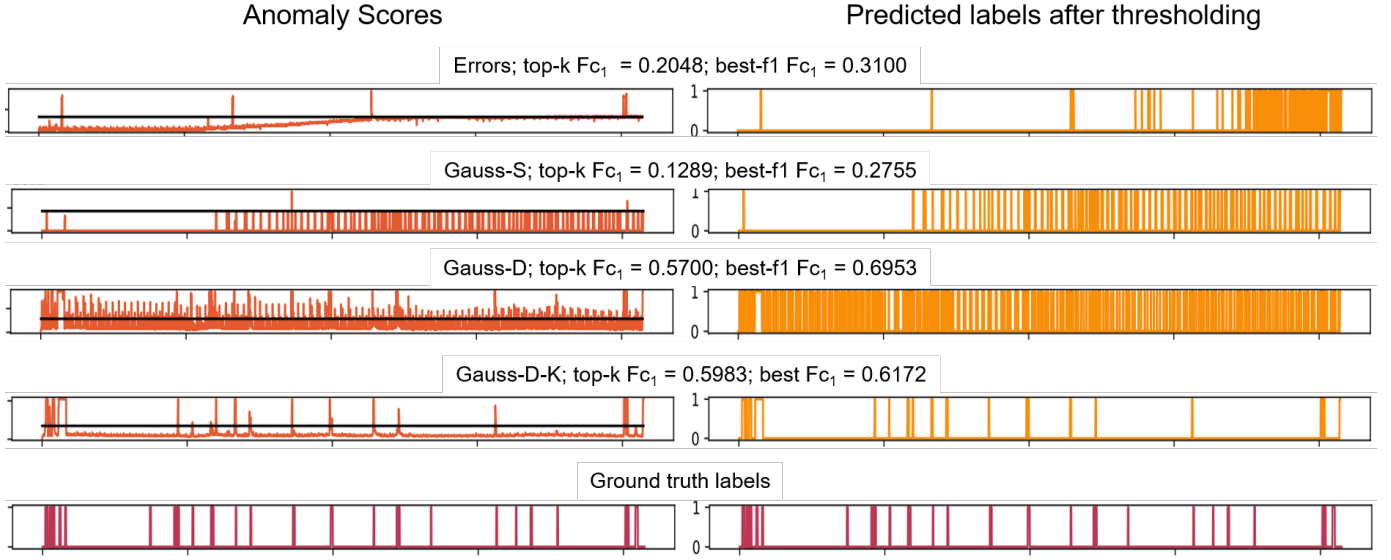 Anomaly Scores
Predicted labels after thresholding
Errors; top-k Fc₁ = 0.2048; best-f1 Fc₁ = 0.3100
1
0
Gauss-S; top-k Fc₁ = 0.1289; best-f1 Fc₁ = 0.2755
1
0
Gauss-D; top-k Fc₁ = 0.5700; best-f1 Fc₁ = 0.6953
1
0
Gauss-D-K; top-k Fc₁ = 0.5983; best Fc₁ = 0.6172
1
0
Ground truth labels
1
0